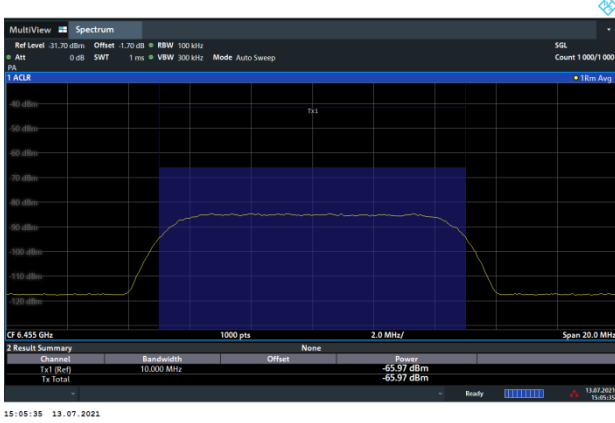 MultiView Spectrum
Ref Level -31.70 dBm Offset -1.70 dB RBW 100 kHz SGL
Att 0 dB SWT 1 ms VBW 300 kHz Mode Auto Sweep Count 1000/1000
PA
1 ACLR 1Rm Avg
Tx1
-40 dBm
-50 dBm
-60 dBm
-70 dBm
-80 dBm
-90 dBm
-100 dBm
-110 dBm
-120 dBm
CF 6.455 GHz 1000 pts 2.0 MHz/ Span 20.0 MHz
2 Result Summary None
Channel Bandwidth Offset Power
Tx1 (Ref) 10.000 MHz -65.97 dBm
Tx Total -65.97 dBm
Ready 13.07.2021
15:05:35
15:05:35 13.07.2021